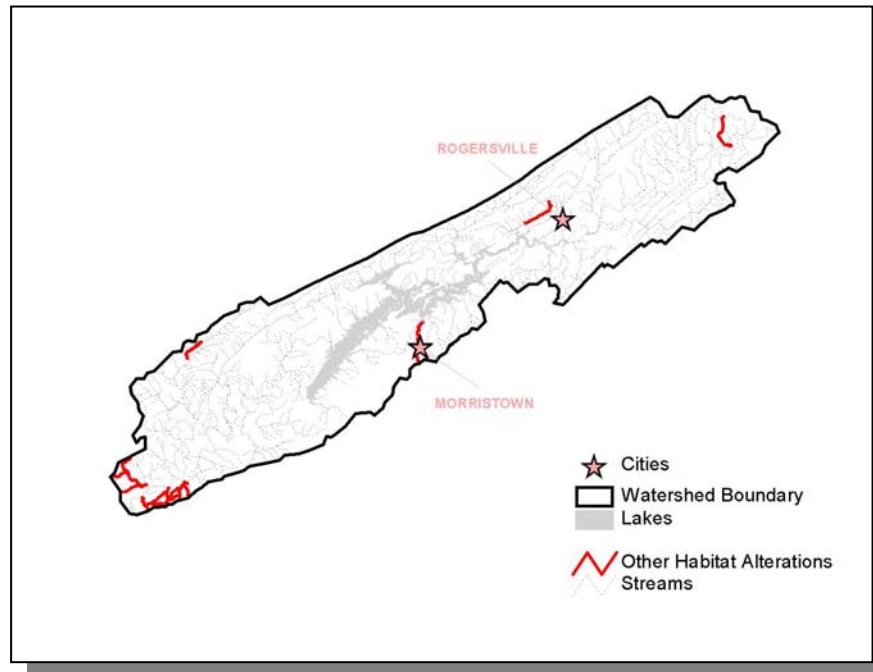 ROGERSVILLE
MORRISTOWN
Cities
Watershed Boundary
Lakes
Other Habitat Alterations
Streams